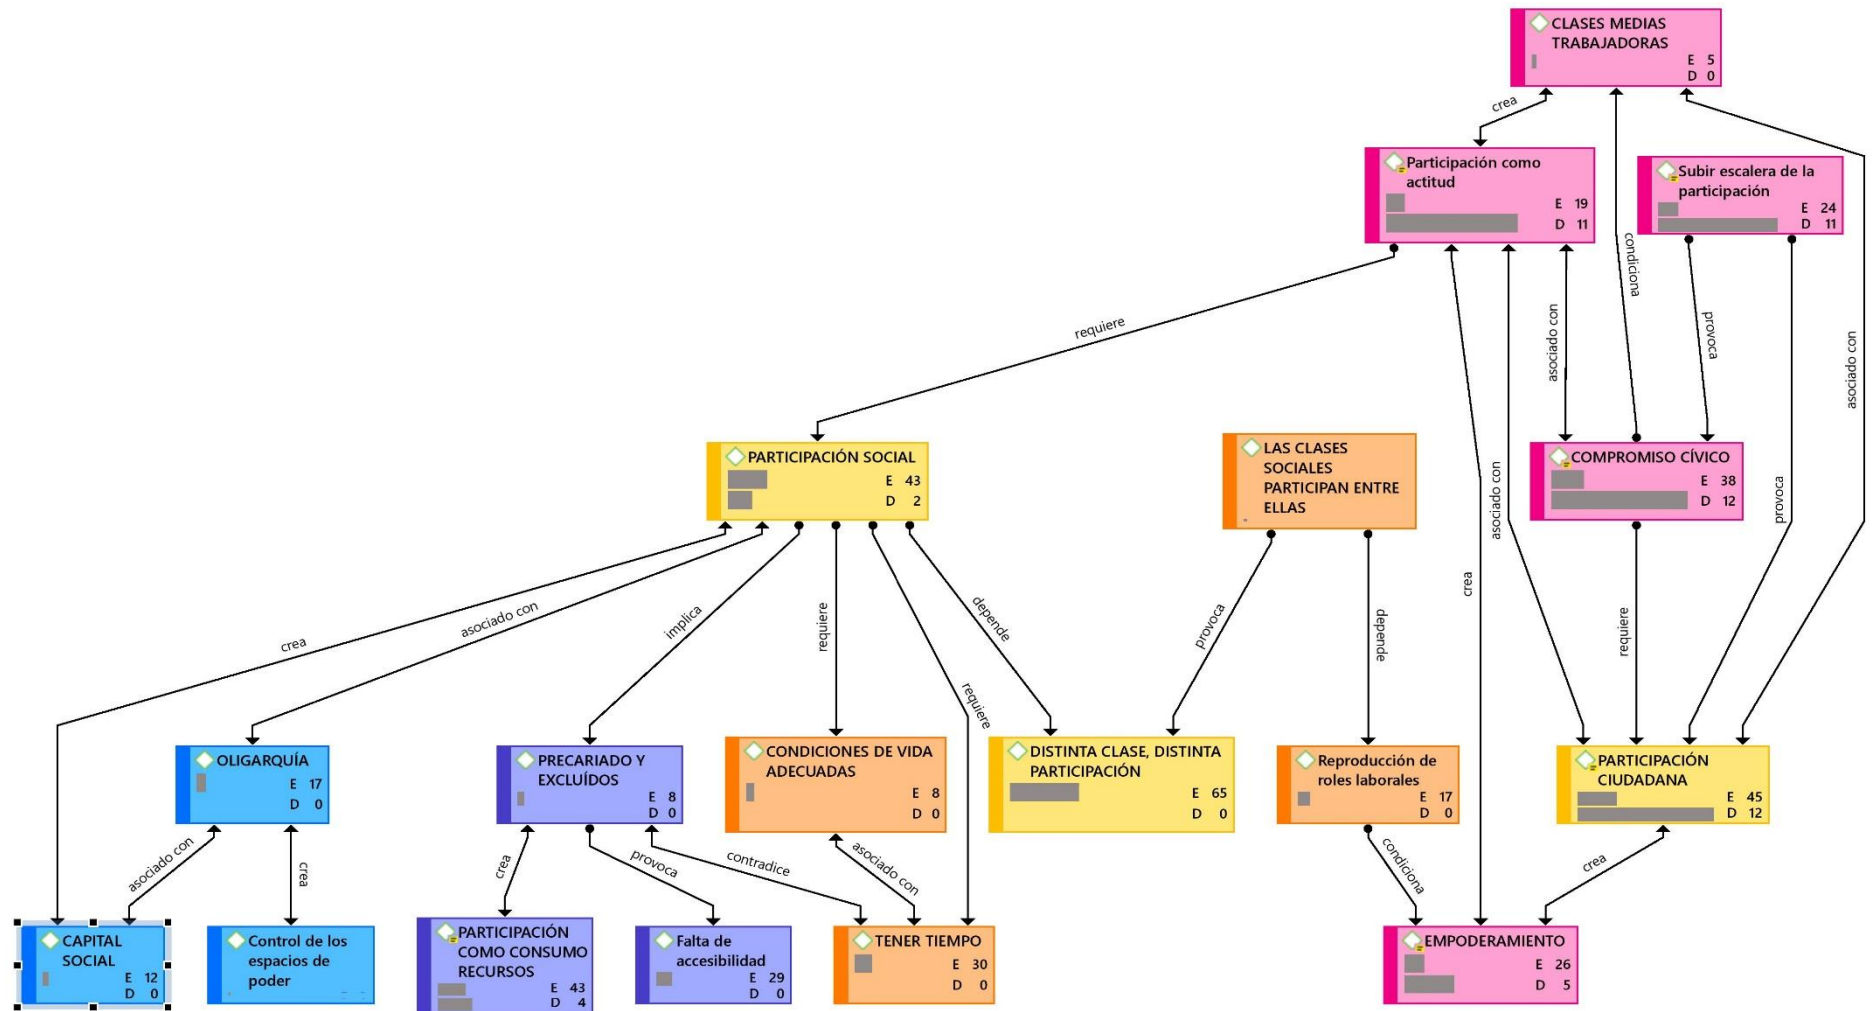 CLASES MEDIAS
TRABAJADORAS
E 5
D 0
crea
Participación como
actitud
E 19
D 11
Subir escalera de la
participación
E 24
D 11
requiere
condiciona
asociado con
provoca
asociado con
PARTICIPACIÓN SOCIAL
E 43
D 2
LAS CLASES
SOCIALES
PARTICIPAN ENTRE
ELLAS
COMPROMISO CÍVICO
E 38
D 12
asociado con
provoca
crea
asociado con
implica
requiere
depende
requiere
provoca
depende
crea
requiere
OLIGARQUÍA
E 17
D 0
PRECARIADO Y
EXCLUÍDOS
E 8
D 0
CONDICIONES DE VIDA
ADECUADAS
E 8
D 0
DISTINTA CLASE, DISTINTA
PARTICIPACIÓN
E 65
D 0
Reproducción de
roles laborales
E 17
D 0
PARTICIPACIÓN
CIUDADANA
E 45
D 12
asociado con
crea
crea
provoca
contradice
asociado con
condiciona
crea
CAPITAL
SOCIAL
E 12
D 0
Control de los
espacios de
poder
PARTICIPACIÓN
COMO CONSUMO
RECURSOS
E 43
D 4
Falta de
accesibilidad
E 29
D 0
TENER TIEMPO
E 30
D 0
EMPODERAMIENTO
E 26
D 5